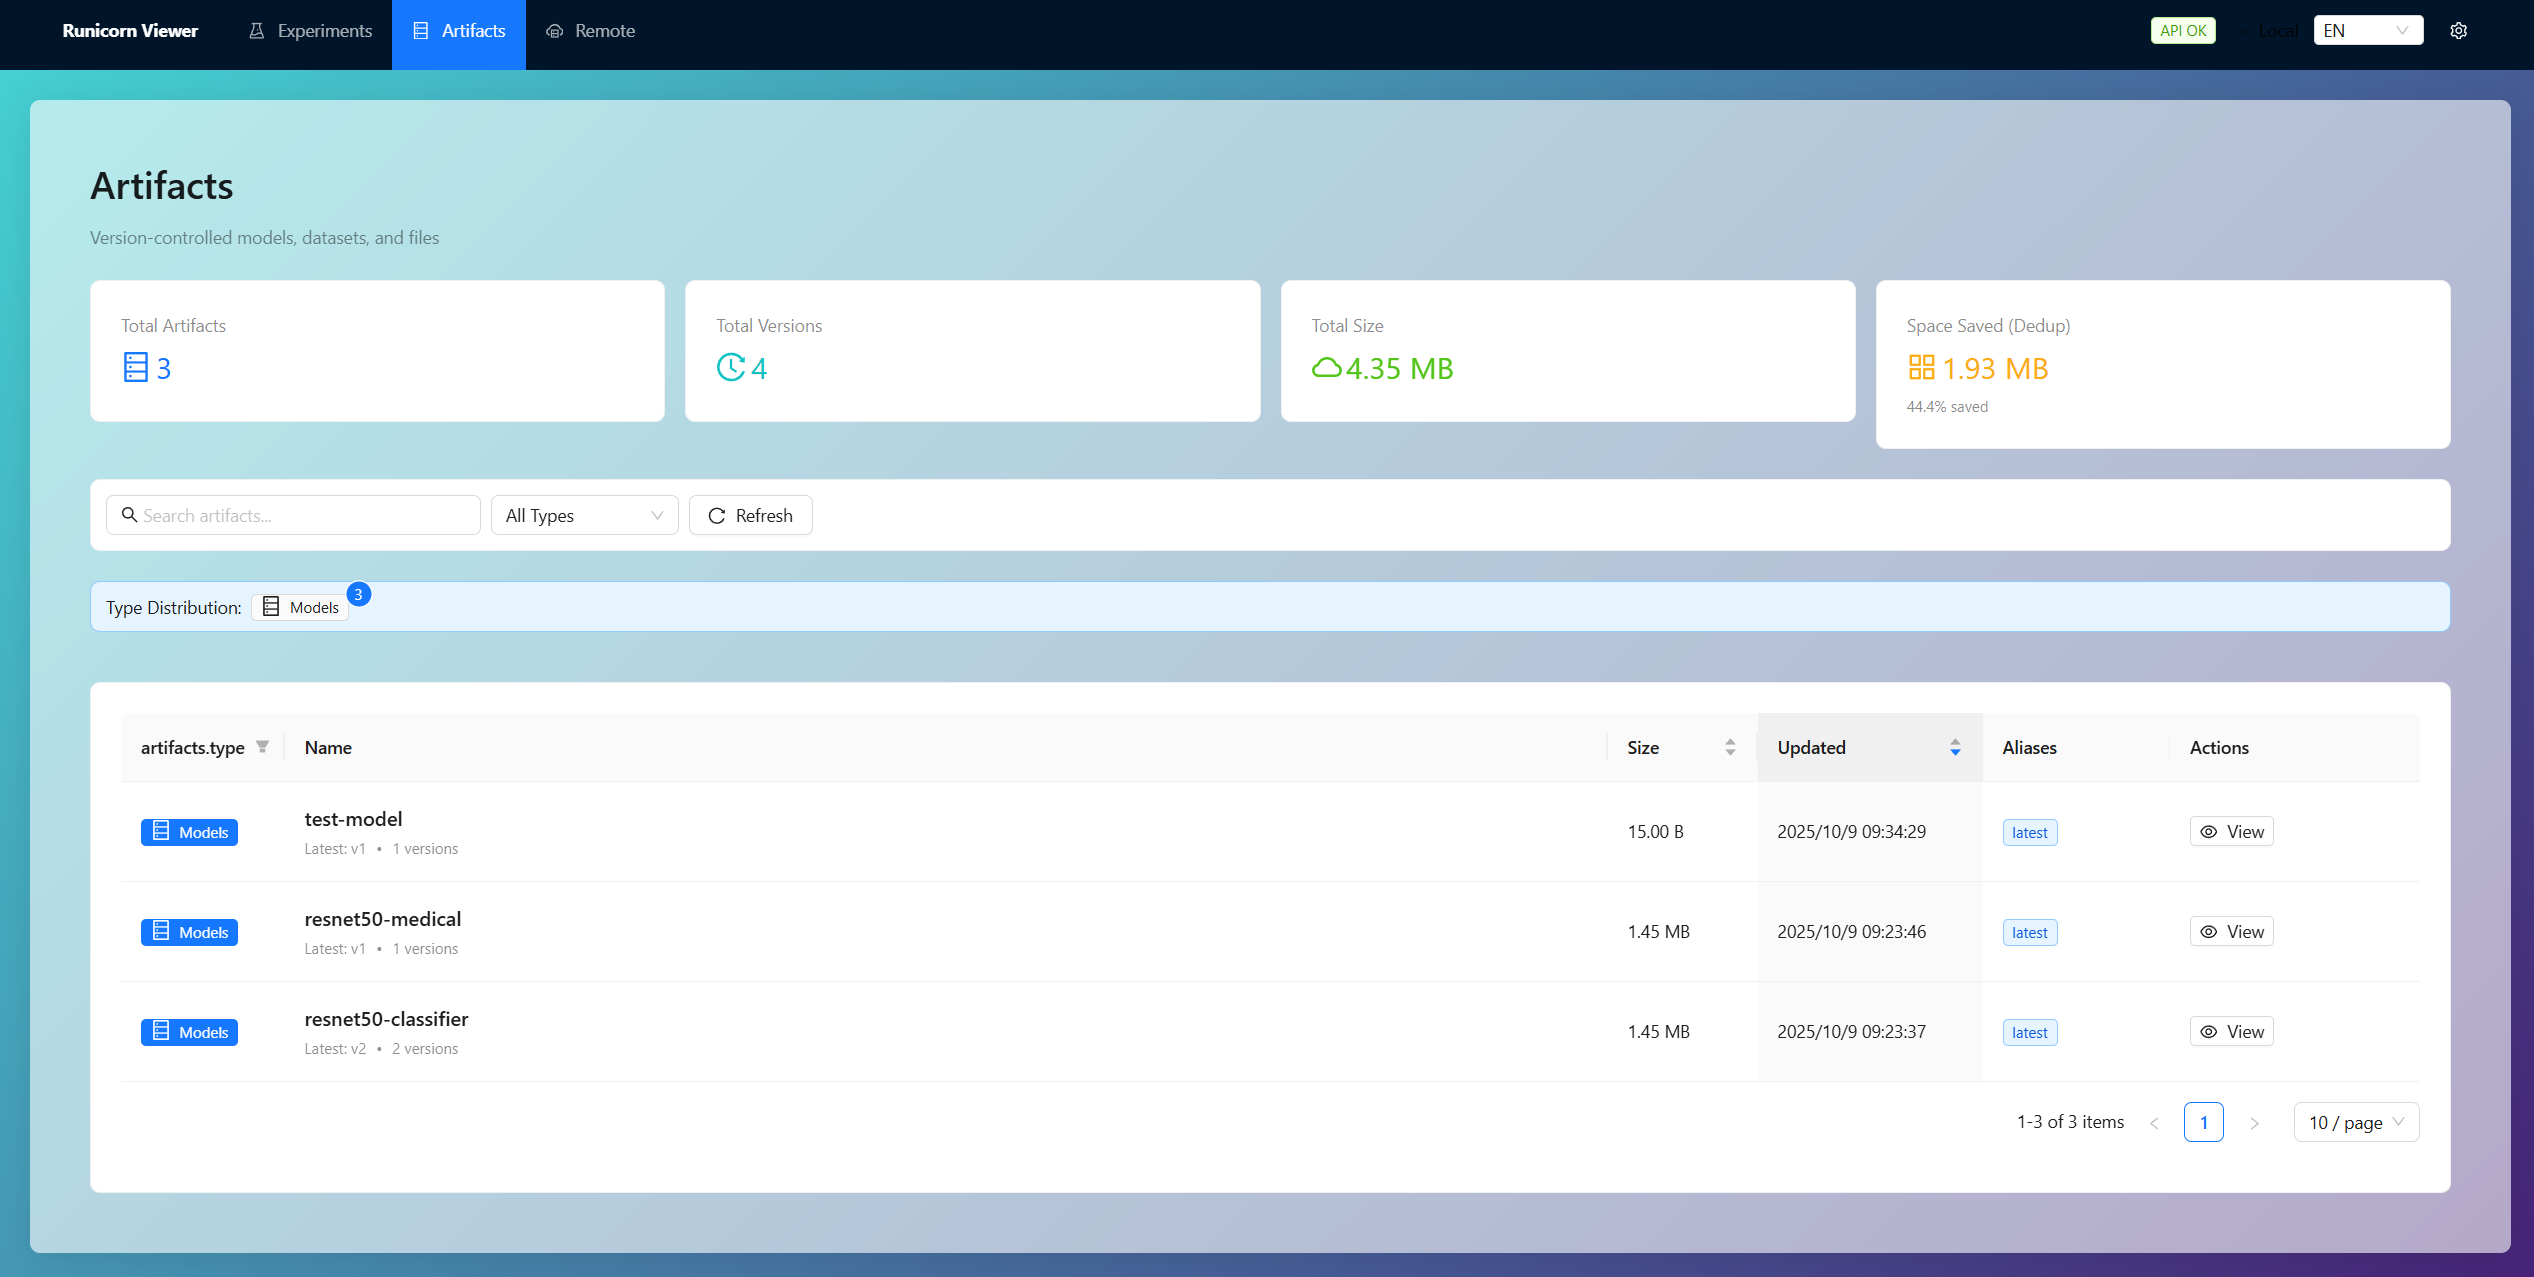 Runicorn Viewer Experiments Artifacts Remote API OK Local EN
Artifacts
Version-controlled models, datasets, and files
Total Artifacts
3
Total Versions
4
Total Size
4.35 MB
Space Saved (Dedup)
1.93 MB
44.4% saved
Search artifacts... All Types Refresh
Type Distribution: Models 3
artifacts.type Name Size Updated Aliases Actions
Models test-model 15.00 B 2025/10/9 09:34:29 latest View
Latest: v1 • 1 versions
Models resnet50-medical 1.45 MB 2025/10/9 09:23:46 latest View
Latest: v1 • 1 versions
Models resnet50-classifier 1.45 MB 2025/10/9 09:23:37 latest View
Latest: v2 • 2 versions
1-3 of 3 items < 1 > 10 / page